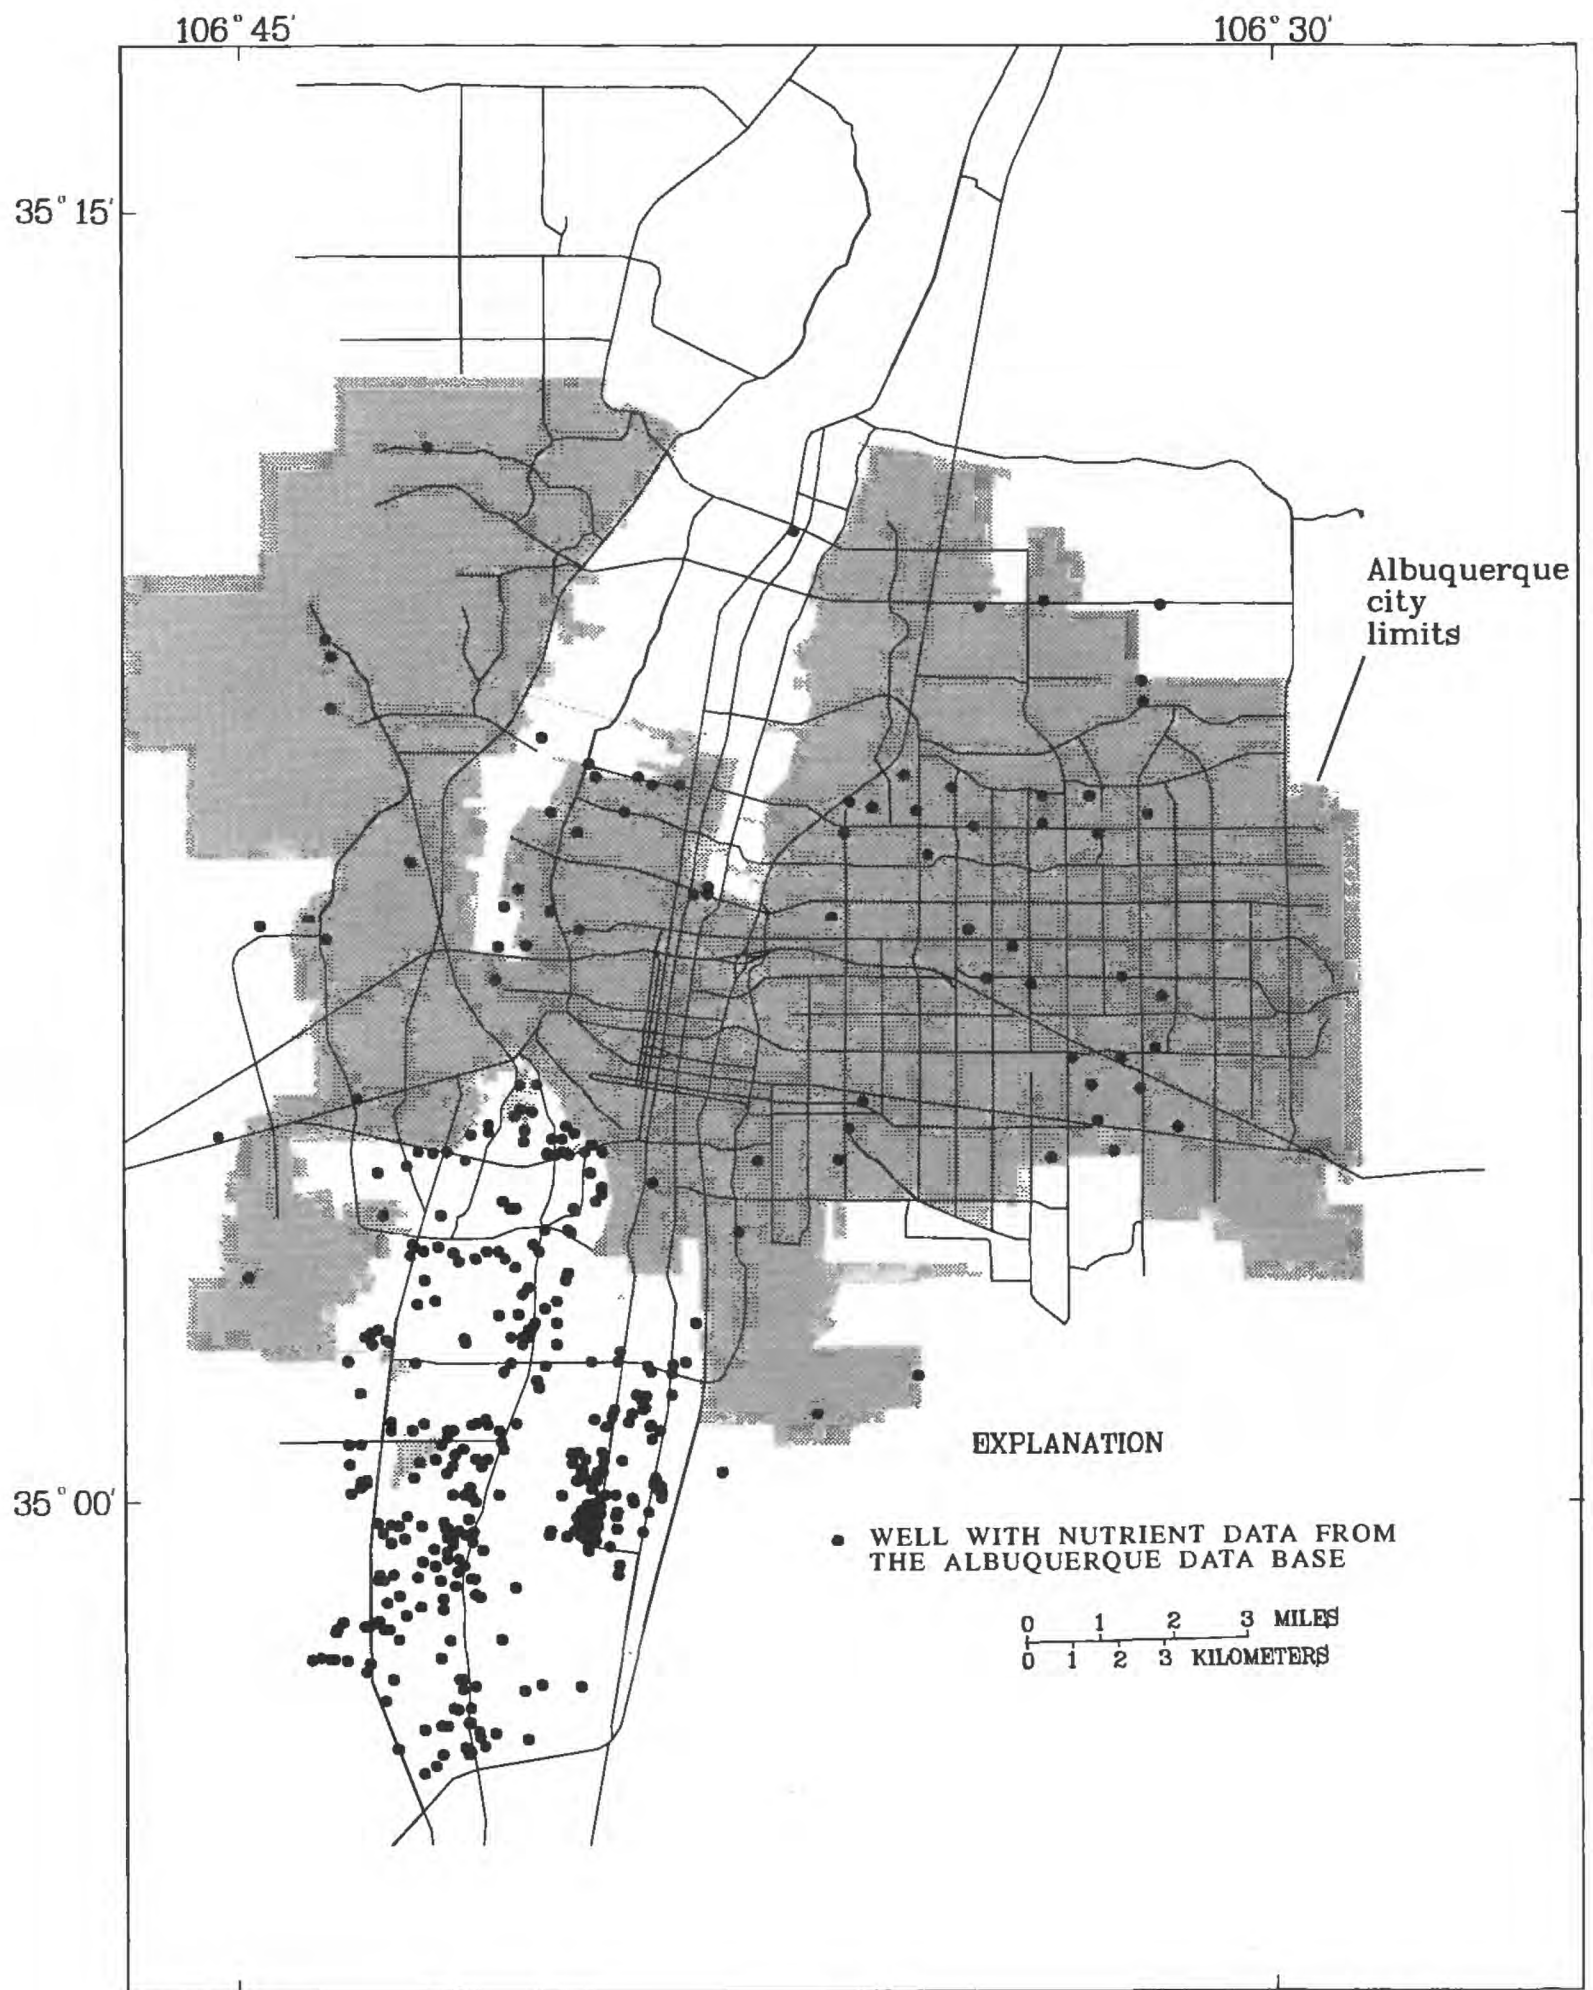 106° 45'
106° 30'
35° 15'
Albuquerque
city
limits
EXPLANATION
35° 00'
WELL WITH NUTRIENT DATA FROM
THE ALBUQUERQUE DATA BASE
0 1 2 3 MILES
0 1 2 3 KILOMETERS